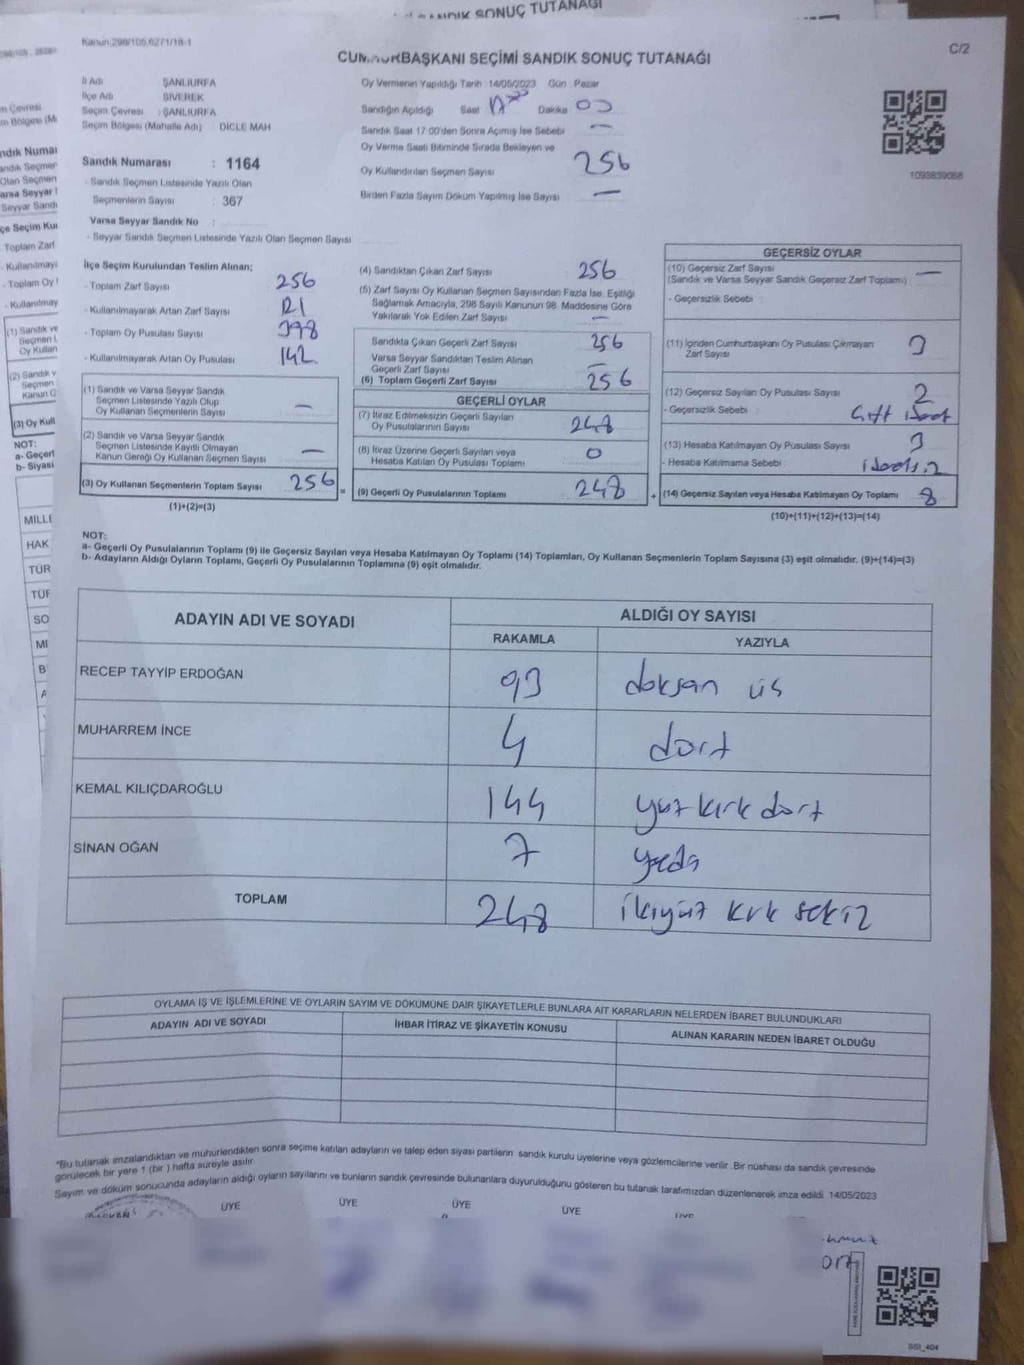 SONUÇ TUTANAĞI
Kanun:298/105,6271/18-1
C/2
CUMHURBAŞKANI SEÇİMİ SANDIK SONUÇ TUTANAĞI
İl Adı : ŞANLIURFA
İlçe Adı : SİVEREK
Seçim Çevresi : ŞANLIURFA
Seçim Bölgesi (Mahalle Adı) : DİCLE MAH
Sandık Numarası : 1164
- Sandık Seçmen Listesinde Yazılı Olan
Seçmenlerin Sayısı : 367
Varsa Seyyar Sandık No :
- Seyyar Sandık Seçmen Listesinde Yazılı Olan Seçmen Sayısı
Oy Vermenin Yapıldığı Tarih :14/05/2023 Gün : Pazar
Sandığın Açıldığı Saat 17 Dakika 00
Sandık Saat 17:00'den Sonra Açımış İse Sebebi —
Oy Verme Saati Bitiminde Sırada Bekleyen ve
Oy Kullandırılan Seçmen Sayısı 256
Birden Fazla Sayım Döküm Yapılmış İse Sayısı —
1093839068
İlçe Seçim Kurulundan Teslim Alınan;
- Toplam Zarf Sayısı 256
- Kullanılmayarak Artan Zarf Sayısı
- Toplam Oy Pusulası Sayısı 398
- Kullanılmayarak Artan Oy Pusulası 142
(1) Sandık ve Varsa Seyyar Sandık
Seçmen Listesinde Yazılı Olup
Oy Kullanan Seçmenlerin Sayısı —
(2) Sandık ve Varsa Seyyar Sandık
Seçmen Listesinde Kayıtlı Olmayan
Kanun Gereği Oy Kullanan Seçmen Sayısı —
(3) Oy Kullanan Seçmenlerin Toplam Sayısı 256
(1)+(2)=(3)
(4) Sandıktan Çıkan Zarf Sayısı 256
(5) Zarf Sayısı Oy Kullanan Seçmen Sayısından Fazla İse, Eşitliği
Sağlamak Amacıyla, 298 Sayılı Kanunun 98. Maddesine Göre
Yakılarak Yok Edilen Zarf Sayısı —
Sandıkta Çıkan Geçerli Zarf Sayısı 256
Varsa Seyyar Sandıktan Teslim Alınan
Geçerli Zarf Sayısı —
(6) Toplam Geçerli Zarf Sayısı 256
GEÇERLİ OYLAR
(7) İtiraz Edilmeksizin Geçerli Sayılan
Oy Pusulalarının Sayısı 248
(8) İtiraz Üzerine Geçerli Sayılan veya
Hesaba Katılan Oy Pusulası Toplamı 0
= (9) Geçerli Oy Pusulalarının Toplamı 248
GEÇERSİZ OYLAR
(10) Geçersiz Zarf Sayısı —
(Sandık ve Varsa Seyyar Sandık Geçersiz Zarf Toplamı)
- Geçersizlik Sebebi :
(11) İçinden Cumhurbaşkanı Oy Pusulası Çıkmayan
Zarf Sayısı 3
(12) Geçersiz Sayılan Oy Pusulası Sayısı 2
- Geçersizlik Sebebi : Çift
(13) Hesaba Katılmayan Oy Pusulası Sayısı 3
- Hesaba Katılmama Sebebi :
+ (14) Geçersiz Sayılan veya Hesaba Katılmayan Oy Toplamı 8
(10)+(11)+(12)+(13)=(14)
NOT:
a- Geçerli Oy Pusulalarının Toplamı (9) ile Geçersiz Sayılan veya Hesaba Katılmayan Oy Toplamı (14) Toplamları, Oy Kullanan Seçmenlerin Toplam Sayısına (3) eşit olmalıdır. (9)+(14)=(3)
b- Adayların Aldığı Oyların Toplamı, Geçerli Oy Pusulalarının Toplamına (9) eşit olmalıdır.
ADAYIN ADI VE SOYADI
ALDIĞI OY SAYISI
RAKAMLA YAZIYLA
RECEP TAYYİP ERDOĞAN 93 doksan üs
MUHARREM İNCE 4 dort
KEMAL KILIÇDAROĞLU 144 yüz kırk dort
SİNAN OĞAN 7 yedi
TOPLAM 248 ikiyüz kırk sekiz
OYLAMA İŞ VE İŞLEMLERİNE VE OYLARIN SAYIM VE DÖKÜMÜNE DAİR ŞİKAYETLERLE BUNLARA AİT KARARLARIN NELERDEN İBARET BULUNDUKLARI
ADAYIN ADI VE SOYADI İHBAR İTİRAZ VE ŞİKAYETİN KONUSU ALINAN KARARIN NEDEN İBARET OLDUĞU
"Bu tutanak imzalandıktan ve mühürlendikten sonra seçime katılan adayların ve talep eden siyasi partilerin sandık kurulu üyelerine veya gözlemcilerine verilir .Bir nüshası da sandık çevresinde
görülecek bir yere 1 (bir ) hafta süreyle asılır
Sayım ve döküm sonucunda adayların aldığı oyların sayılarını ve bunların sandık çevresinde bulunanlara duyurulduğunu gösteren bu tutanak tarafımızdan düzenlenerek imza edildi. 14/05/2023
ÜYE ÜYE ÜYE ÜYE ÜYE
SSI_404